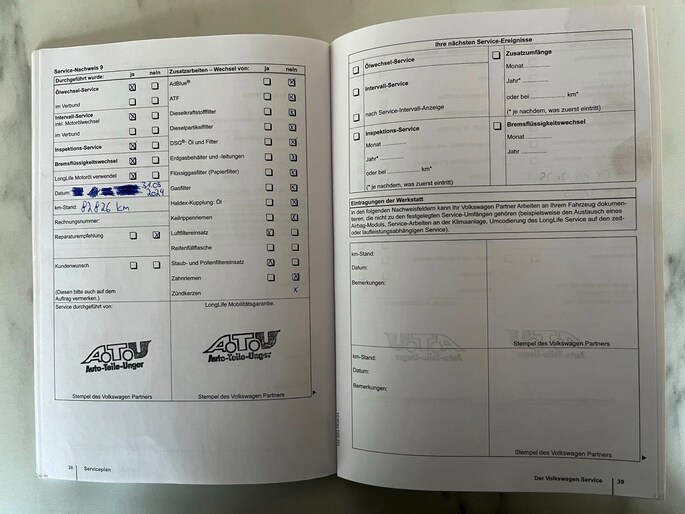 Service-Nachweis 9
Durchgeführt wurde: ja nein
Ölwechsel-Service
im Verbund
Intervall-Service
inkl. Motorölwechsel
im Verbund
Inspektions-Service
Bremsflüssigkeitswechsel
LongLife Motoröl verwendet
Datum: 31.05
2024
km-Stand: 87.826 km
Rechnungsnummer:
Reparaturempfehlung
Kundenwunsch
(Diesen bitte auch auf dem
Auftrag vermerken.)
Service durchgeführt von:
A.T.U
Auto-Teile-Unger
Stempel des Volkswagen Partners
Zusatzarbeiten – Wechsel von: ja nein
AdBlue®
ATF
Dieselkraftstofffilter
Dieselpartikelfilter
DSG®: Öl und Filter
Erdgasbehälter und -leitungen
Flüssiggasfilter (Papierfilter)
Gasfilter
Haldex-Kupplung: Öl
Keilrippenriemen
Luftfiltereinsatz
Reifenfüllflasche
Staub- und Pollenfiltereinsatz
Zahnriemen
Zündkerzen x
LongLife Mobilitätsgarantie:
A.T.U
Auto-Teile-Unger
Stempel des Volkswagen Partners
38 Serviceplan
Ihre nächsten Service-Ereignisse
Ölwechsel-Service
Intervall-Service
nach Service-Intervall-Anzeige
Inspektions-Service
Monat
Jahr*
oder bei km*
(* je nachdem, was zuerst eintritt)
Zusatzumfänge
Monat
Jahr*
oder bei km*
(* je nachdem, was zuerst eintritt)
Bremsflüssigkeitswechsel
Monat
Jahr
Eintragungen der Werkstatt
In den folgenden Nachweisfeldern kann Ihr Volkswagen Partner Arbeiten an Ihrem Fahrzeug dokumen-
tieren, die nicht zu den festgelegten Service-Umfängen gehören (beispielsweise den Austausch eines
Airbag-Moduls, Service-Arbeiten an der Klimaanlage, Umcodierung des LongLife Service auf den zeit-
oder laufleistungsabhängigen Service).
km-Stand:
Datum:
Bemerkungen:
Stempel des Volkswagen Partners
km-Stand:
Datum:
Bemerkungen:
Stempel des Volkswagen Partners
Der Volkswagen Service 39